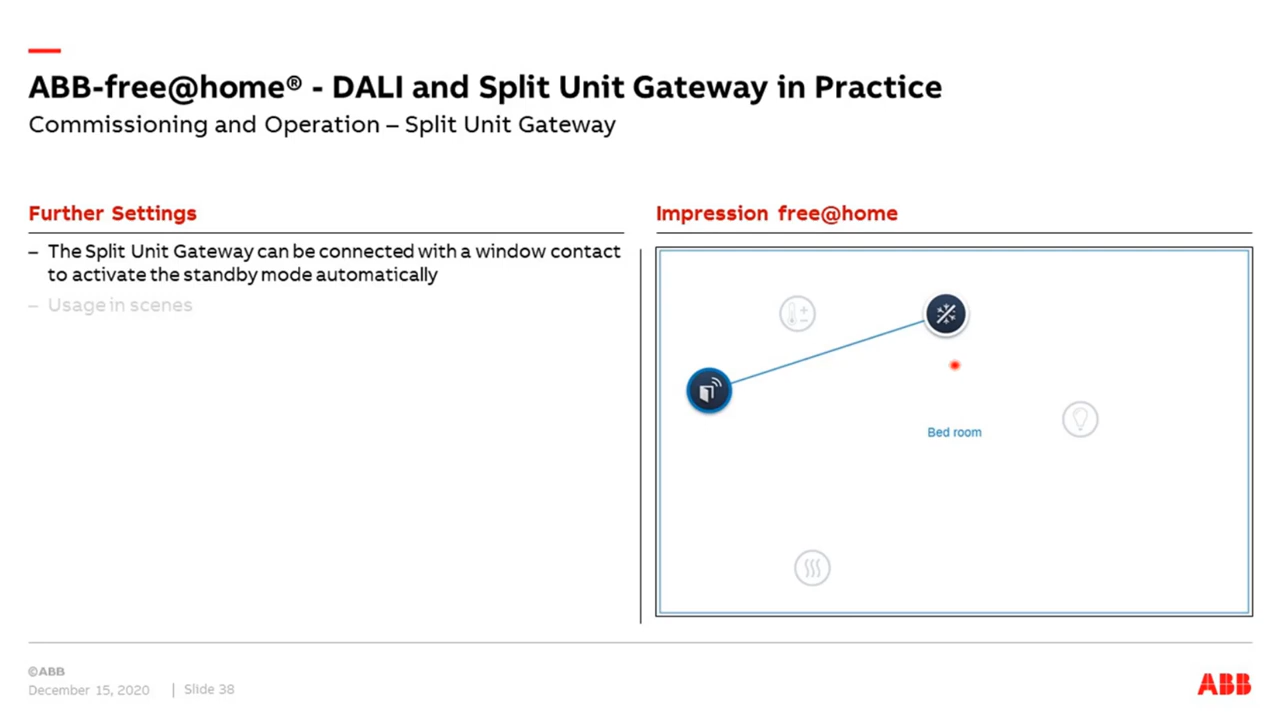 ABB-free@home® - DALI and Split Unit Gateway in Practice
Commissioning and Operation – Split Unit Gateway
Further Settings
– The Split Unit Gateway can be connected with a window contact
to activate the standby mode automatically
– Usage in scenes
Impression free@home
Bed room
©ABB
December 15, 2020 | Slide 38
ABB